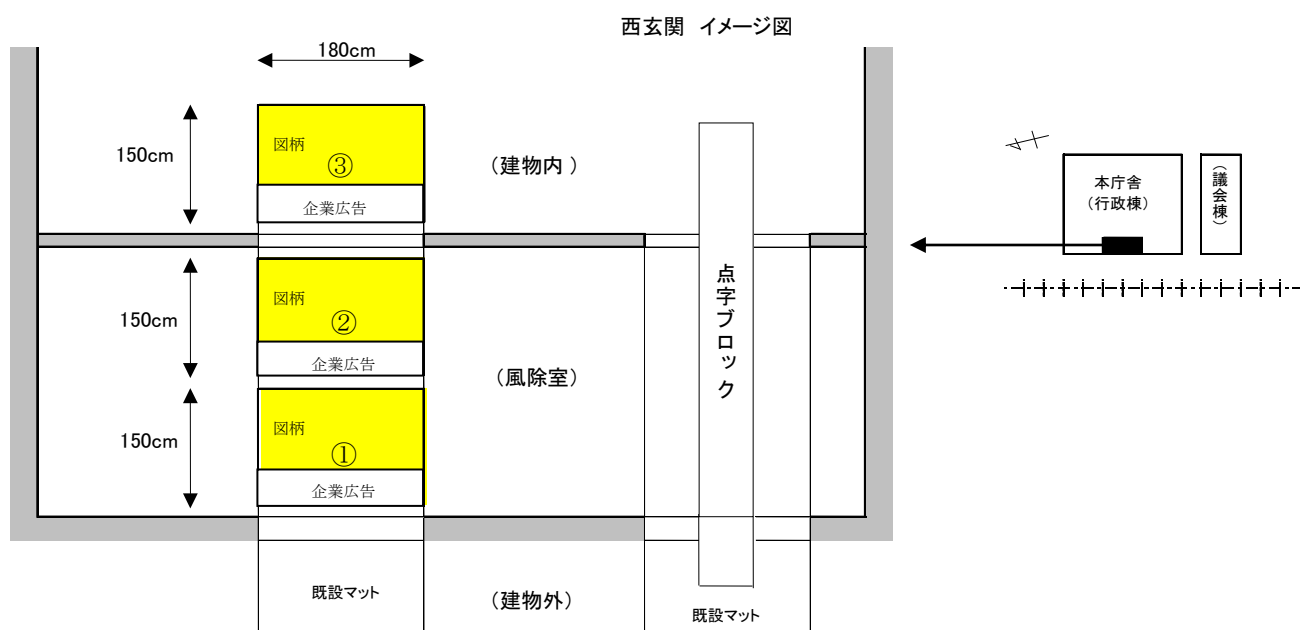 西玄関 イメージ図
180cm
150cm
図柄
③
企業広告
(建物内 )
本庁舎
(行政棟)
(議会棟)
150cm
図柄
②
企業広告
(風除室)
点字ブロック
150cm
図柄
①
企業広告
既設マット
(建物外)
既設マット